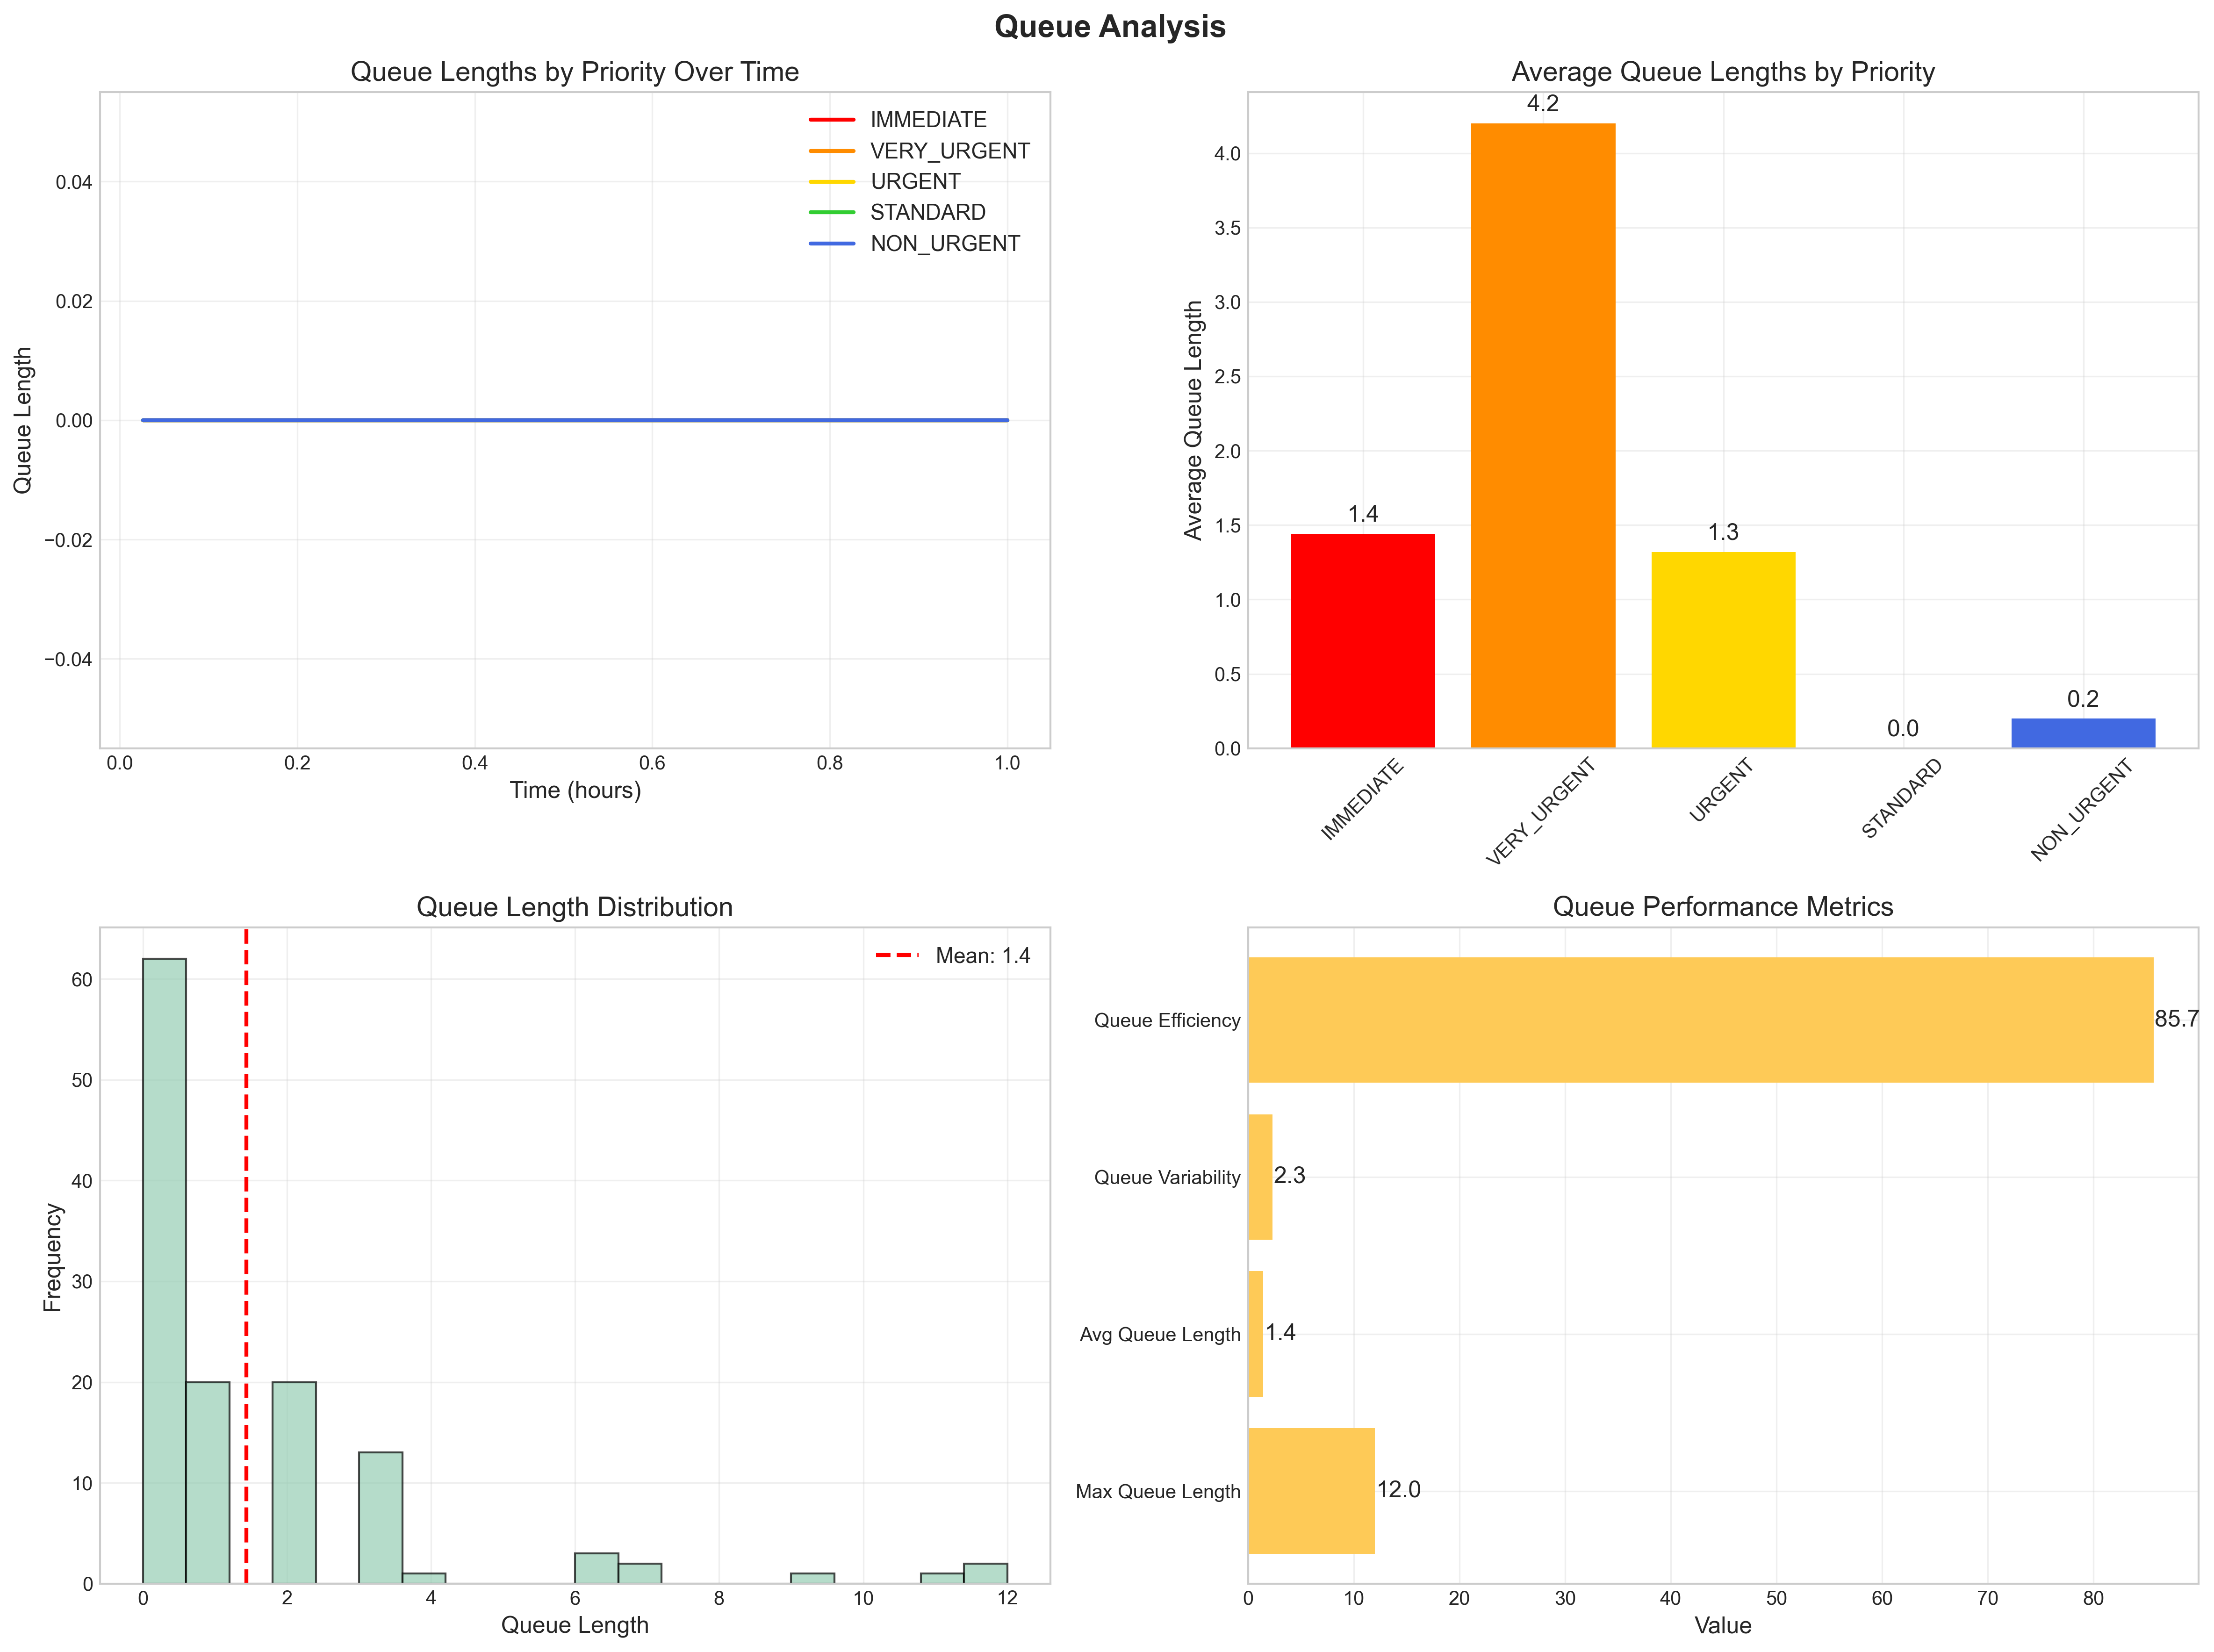 Queue Analysis
Queue Lengths by Priority Over Time
Queue Length
0.04
0.02
0.00
−0.02
−0.04
0.0 0.2 0.4 0.6 0.8 1.0
Time (hours)
IMMEDIATE
VERY_URGENT
URGENT
STANDARD
NON_URGENT
Average Queue Lengths by Priority
Average Queue Length
4.0
3.5
3.0
2.5
2.0
1.5
1.0
0.5
0.0
1.4
4.2
1.3
0.0
0.2
IMMEDIATE
VERY_URGENT
URGENT
STANDARD
NON_URGENT
Queue Length Distribution
Frequency
60
50
40
30
20
10
0
0 2 4 6 8 10 12
Queue Length
Mean: 1.4
Queue Performance Metrics
Queue Efficiency
85.7
Queue Variability
2.3
Avg Queue Length
1.4
Max Queue Length
12.0
0 10 20 30 40 50 60 70 80
Value